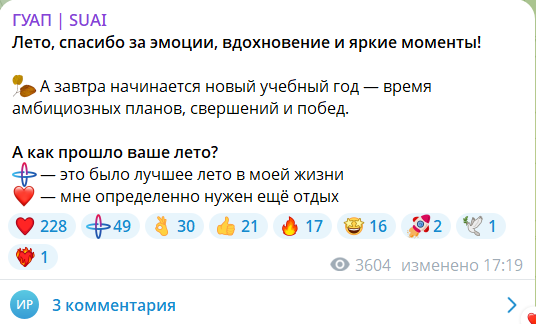 ГУАП | SUAI
Лето, спасибо за эмоции, вдохновение и яркие моменты!
А завтра начинается новый учебный год — время
амбициозных планов, свершений и побед.
А как прошло ваше лето?
— это было лучшее лето в моей жизни
— мне определенно нужен ещё отдых
228 49 30 21 17 16 2 1
1 3604 изменено 17:19
ИР 3 комментария